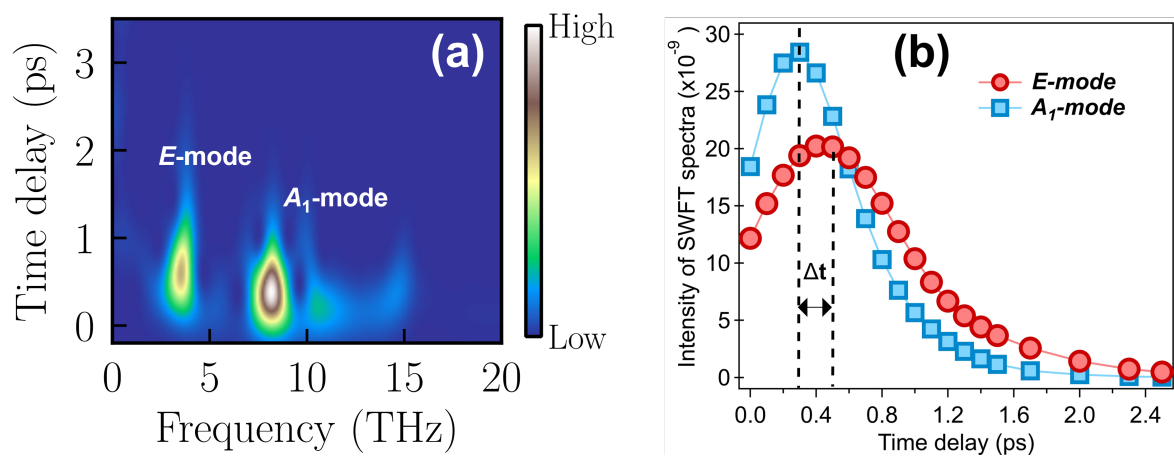 (a)
High
Low
E-mode
A₁-mode
3
2
1
0
0 5 10 15 20
Time delay (ps)
Frequency (THz)
(b)
E-mode
A₁-mode
Δt
30
25
20
15
10
5
0
0.0 0.4 0.8 1.2 1.6 2.0 2.4
Intensity of SWFT spectra (x10⁻⁹)
Time delay (ps)